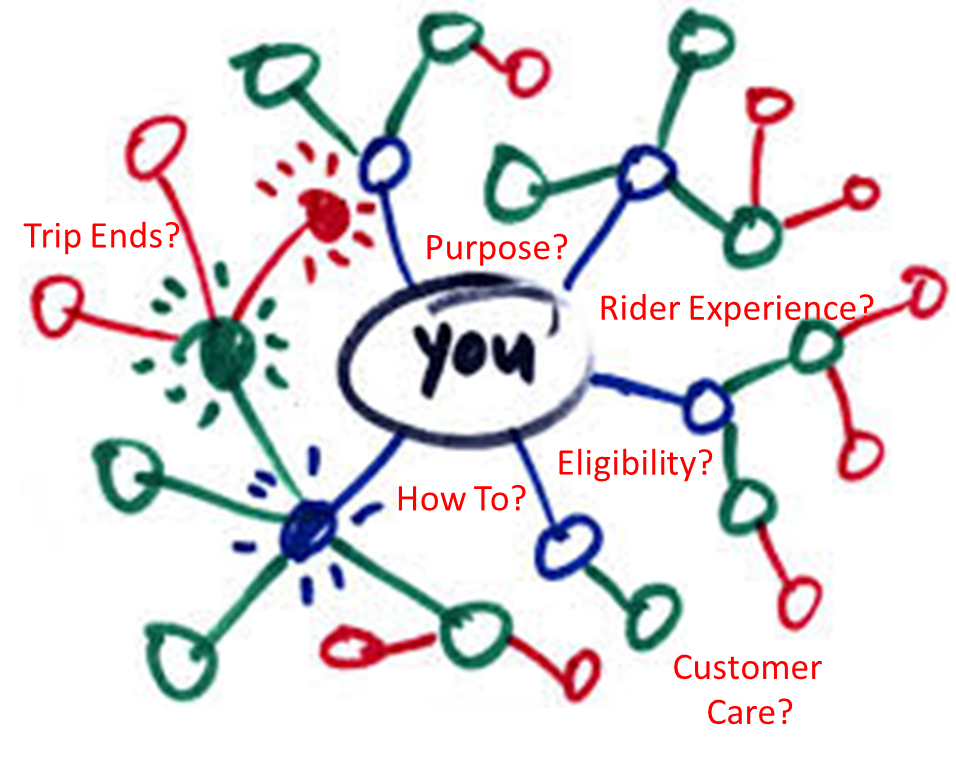 Trip Ends?
Purpose?
Rider Experience?
you
Eligibility?
How To?
Customer
Care?